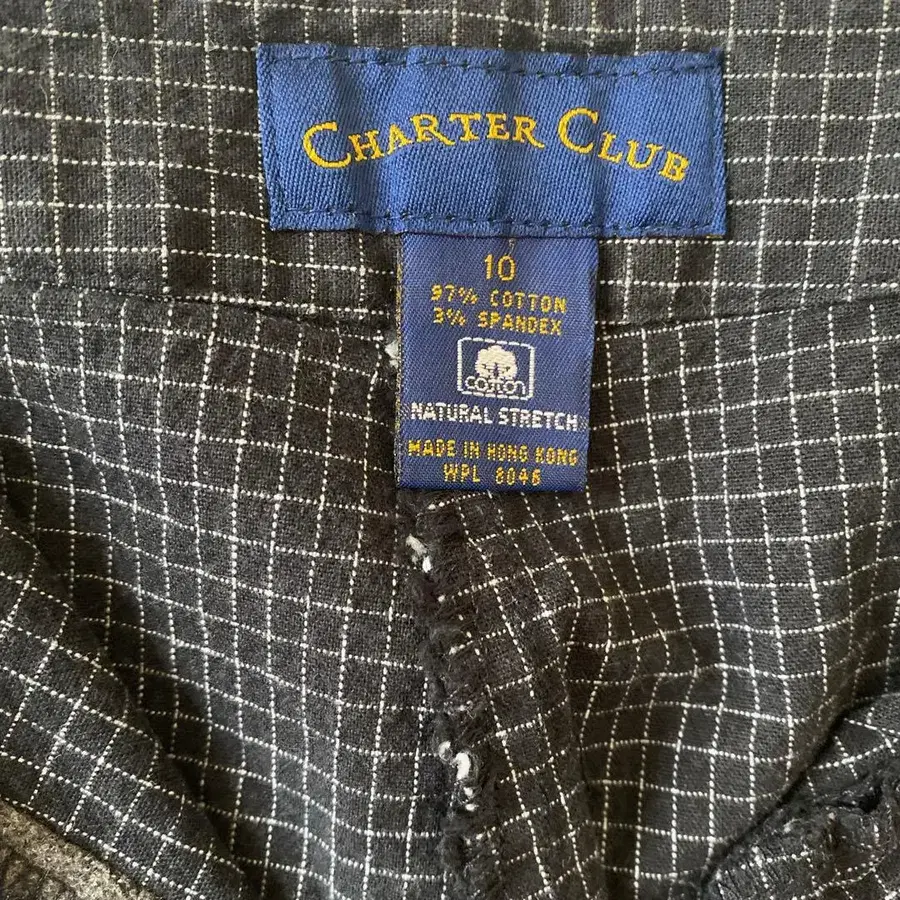 CHARTER CLUB
10
97% COTTON
3% SPANDEX
COTTON
NATURAL STRETCH
MADE IN HONG KONG
WPL 8046